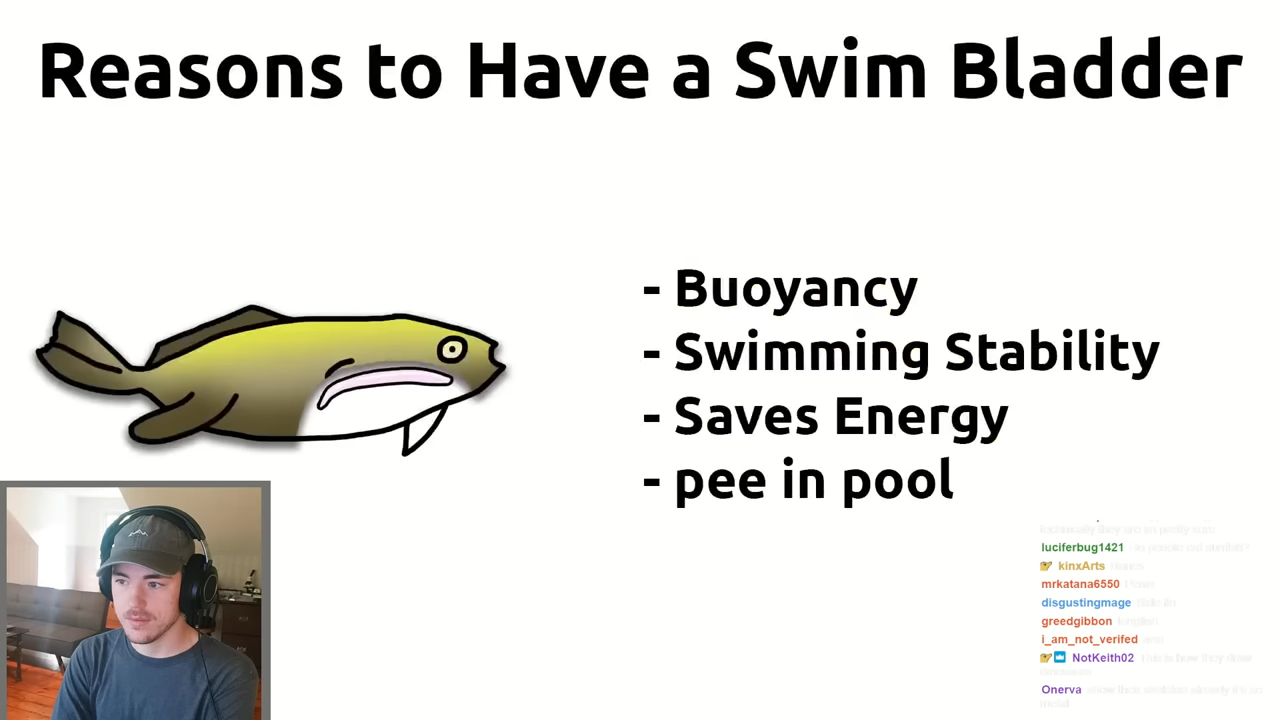 Reasons to Have a Swim Bladder
- Buoyancy
- Swimming Stability
- Saves Energy
- pee in pool
luciferbug1421
kinxArts
mrkatana6550
disgustingmage
greedgibbon
i_am_not_verifed
NotKeith02
Onerva